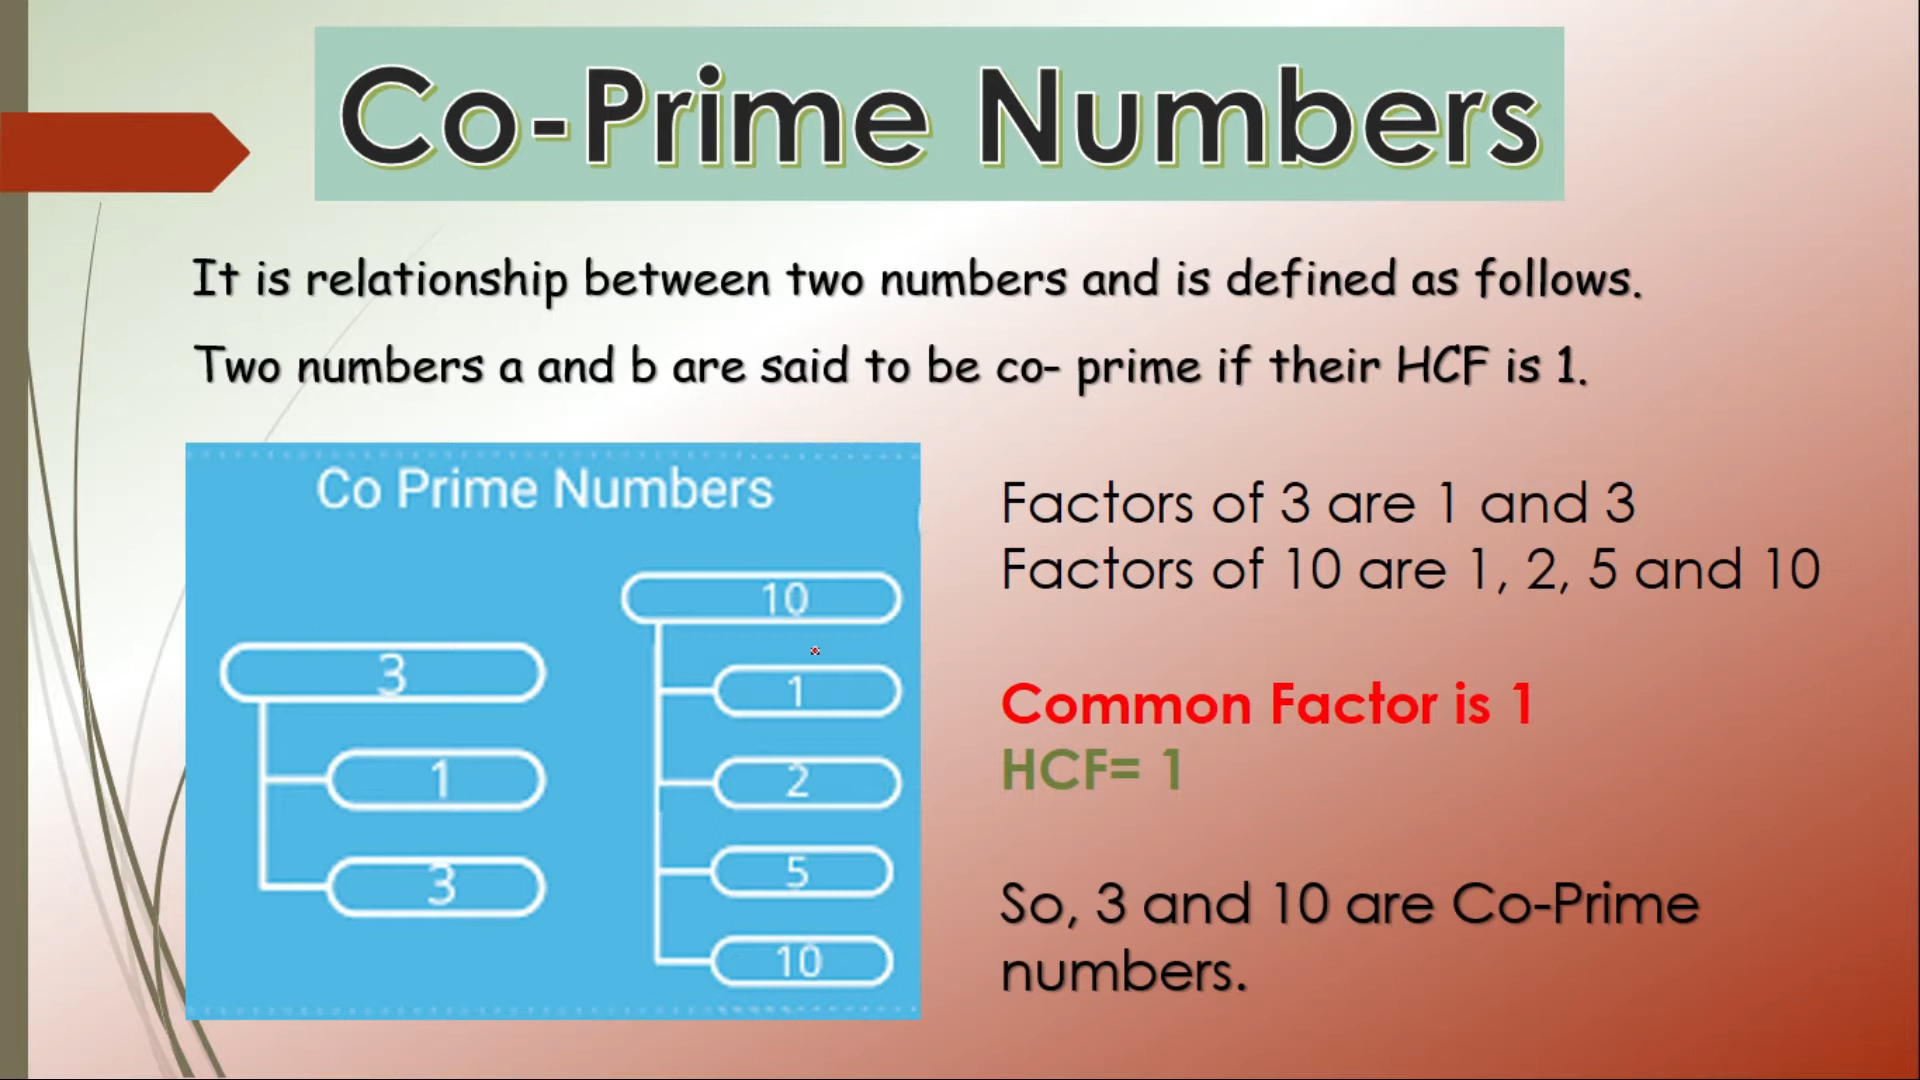 Co-Prime Numbers
It is relationship between two numbers and is defined as follows.
Two numbers a and b are said to be co- prime if their HCF is 1.
Co Prime Numbers
3
1
3
10
1
2
5
10
Factors of 3 are 1 and 3
Factors of 10 are 1, 2, 5 and 10
Common Factor is 1
HCF= 1
So, 3 and 10 are Co-Prime
numbers.